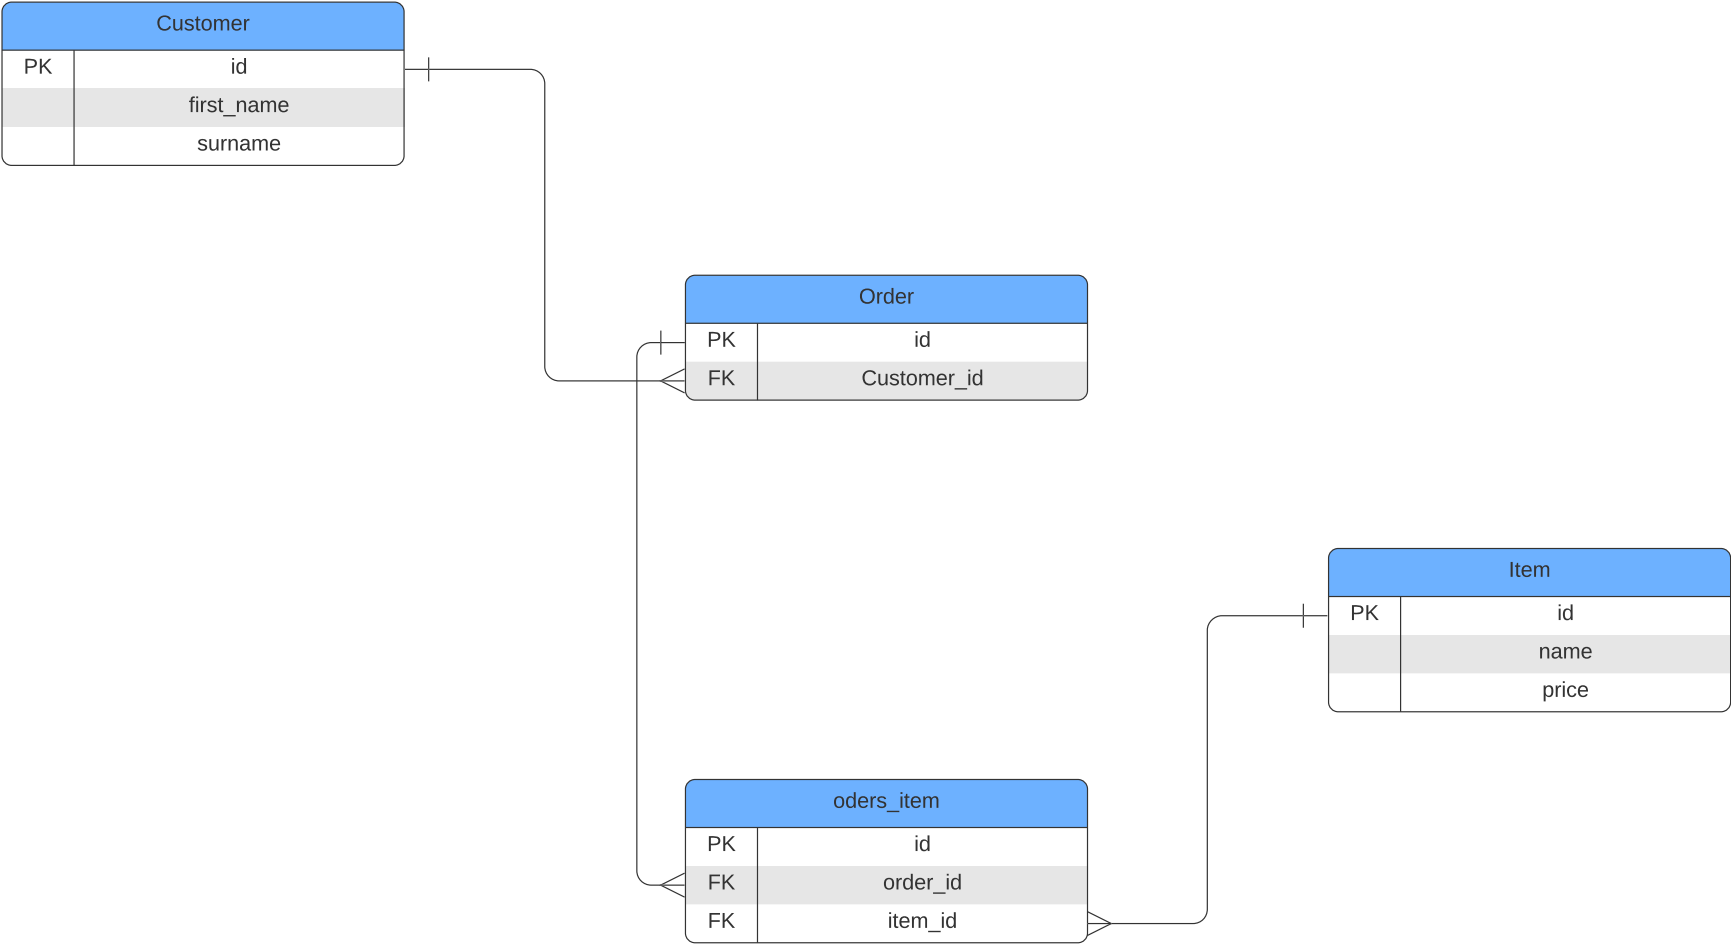 Customer
PK id
first_name
surname
Order
PK id
FK Customer_id
Item
PK id
name
price
oders_item
PK id
FK order_id
FK item_id